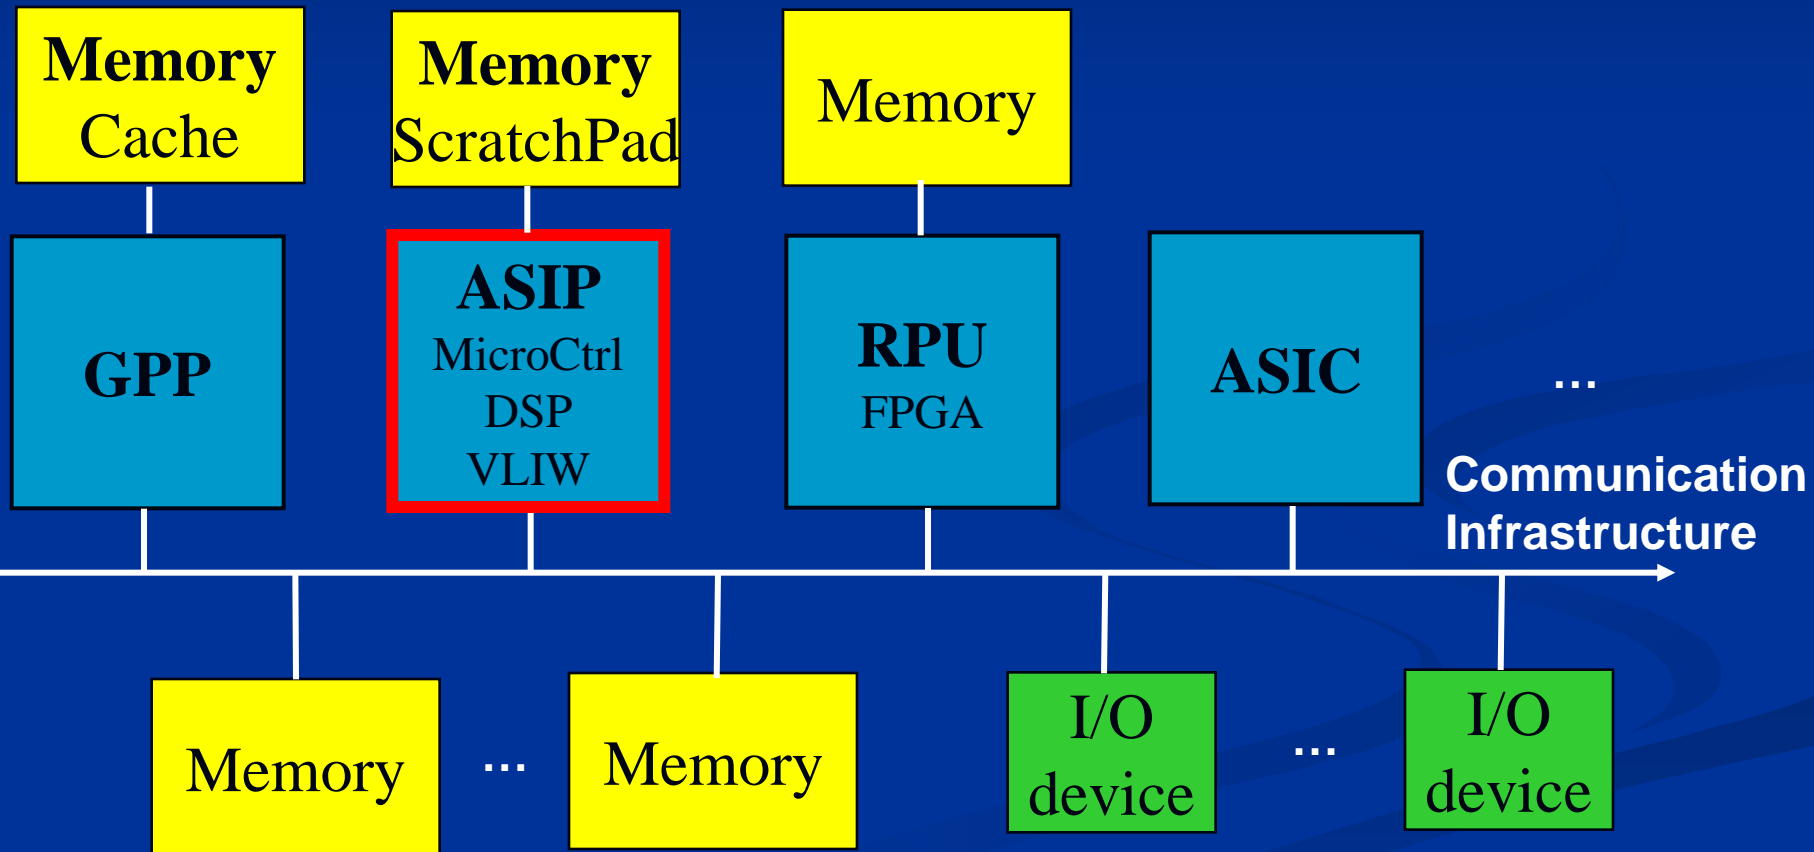 Memory
Cache
Memory
ScratchPad
Memory
GPP
ASIP
MicroCtrl
DSP
VLIW
RPU
FPGA
ASIC
...
Communication
Infrastructure
Memory
...
Memory
I/O
device
...
I/O
device